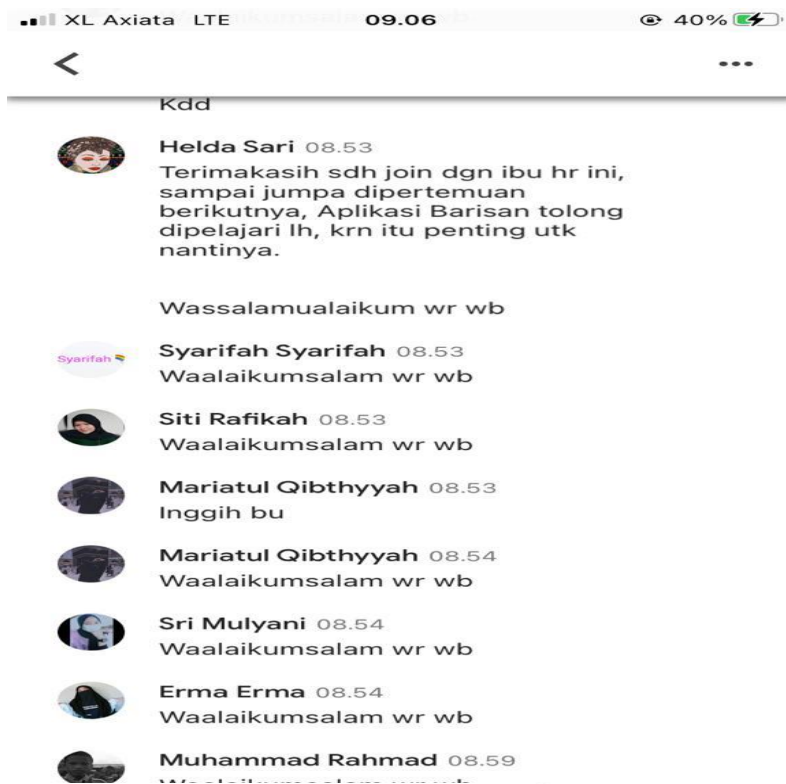 XL Axiata LTE 09.06 40%
Kdd
Helda Sari 08.53
Terimakasih sdh join dgn ibu hr ini,
sampai jumpa dipertemuan
berikutnya, Aplikasi Barisan tolong
dipelajari lh, krn itu penting utk
nantinya.
Wassalamualaikum wr wb
Syarifah
Syarifah Syarifah 08.53
Waalaikumsalam wr wb
Siti Rafikah 08.53
Waalaikumsalam wr wb
Mariatul Qibthyyah 08.53
Inggih bu
Mariatul Qibthyyah 08.54
Waalaikumsalam wr wb
Sri Mulyani 08.54
Waalaikumsalam wr wb
Erma Erma 08.54
Waalaikumsalam wr wb
Muhammad Rahmad 08.59
Waalaikumsalam wr wb